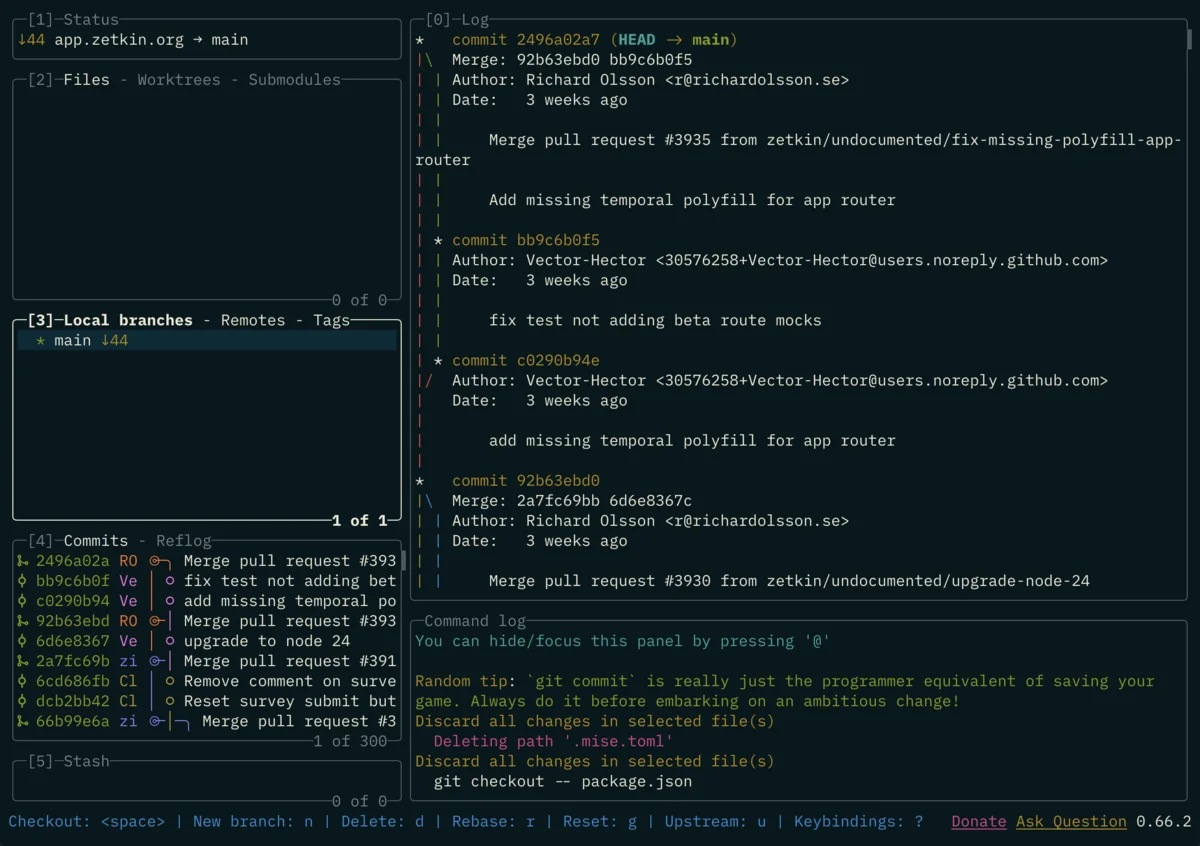 [1]─Status
↓44 app.zetkin.org → main
[2]─Files - Worktrees - Submodules
0 of 0
[3]─Local branches - Remotes - Tags
* main ↓44
1 of 1
[4]─Commits - Reflog
2496a02a RO Merge pull request #393
bb9c6b0f Ve fix test not adding bet
c0290b94 Ve add missing temporal po
92b63ebd RO Merge pull request #393
6d6e8367 Ve upgrade to node 24
2a7fc69b zi Merge pull request #391
6cd686fb Cl Remove comment on surve
dcb2bb42 Cl Reset survey submit but
66b99e6a zi Merge pull request #3
1 of 300
[5]─Stash
0 of 0
[0]─Log
* commit 2496a02a7 (HEAD → main)
Merge: 92b63ebd0 bb9c6b0f5
Author: Richard Olsson <r@richardolsson.se>
Date: 3 weeks ago
Merge pull request #3935 from zetkin/undocumented/fix-missing-polyfill-app-
router
Add missing temporal polyfill for app router
* commit bb9c6b0f5
Author: Vector-Hector <30576258+Vector-Hector@users.noreply.github.com>
Date: 3 weeks ago
fix test not adding beta route mocks
* commit c0290b94e
Author: Vector-Hector <30576258+Vector-Hector@users.noreply.github.com>
Date: 3 weeks ago
add missing temporal polyfill for app router
* commit 92b63ebd0
Merge: 2a7fc69bb 6d6e8367c
Author: Richard Olsson <r@richardolsson.se>
Date: 3 weeks ago
Merge pull request #3930 from zetkin/undocumented/upgrade-node-24
Command log
You can hide/focus this panel by pressing '@'
Random tip: `git commit` is really just the programmer equivalent of saving your
game. Always do it before embarking on an ambitious change!
Discard all changes in selected file(s)
Deleting path '.mise.toml'
Discard all changes in selected file(s)
git checkout -- package.json
Checkout: <space> | New branch: n | Delete: d | Rebase: r | Reset: g | Upstream: u | Keybindings: ? Donate Ask Question 0.66.2